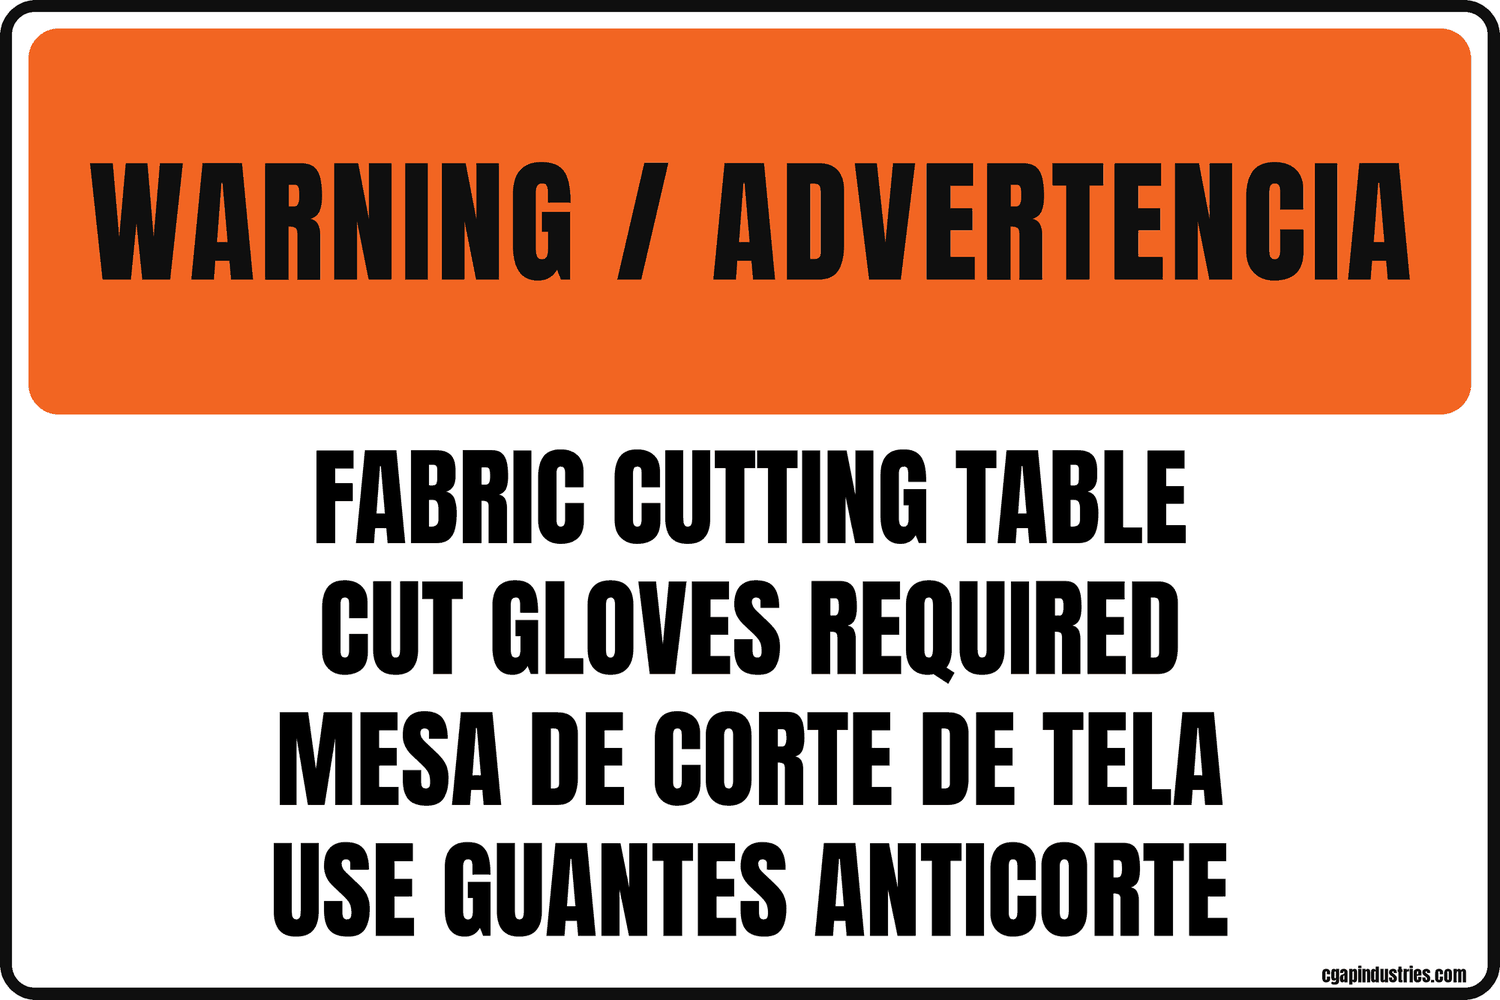 WARNING / ADVERTENCIA
FABRIC CUTTING TABLE
CUT GLOVES REQUIRED
MESA DE CORTE DE TELA
USE GUANTES ANTICORTE
cgapindustries.com